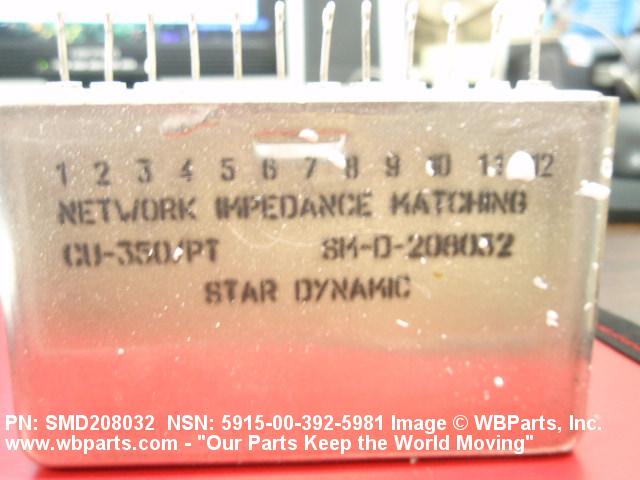 1 2 3 4 5 6 7 8 9 10 11 12
NETWORK IMPEDANCE MATCHING
CU-350/PT SM-D-208032
STAR DYNAMIC
PN: SMD208032 NSN: 5915-00-392-5981 Image © WBParts, Inc.
www.wbparts.com - "Our Parts Keep the World Moving"